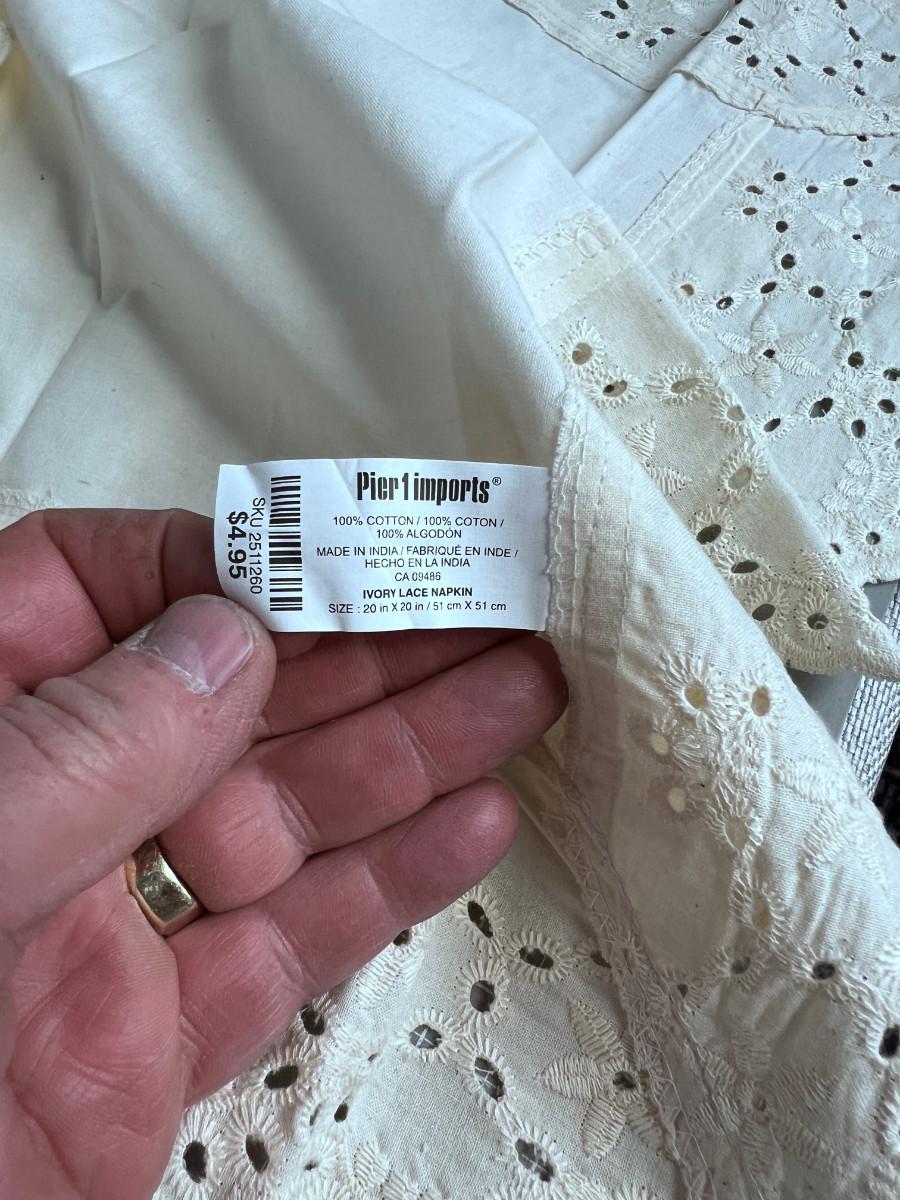 Pier 1 imports®
100% COTTON / 100% COTON /
100% ALGODÓN
MADE IN INDIA / FABRIQUÉ EN INDE /
HECHO EN LA INDIA
CA 09486
IVORY LACE NAPKIN
SIZE : 20 in X 20 in / 51 cm X 51 cm
SKU 2511260
$4.95